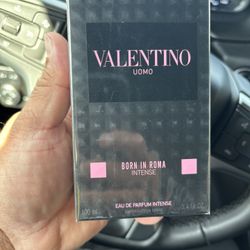 VALENTINO
UOMO
BORN IN ROMA
INTENSE
EAU DE PARFUM INTENSE
100 ml